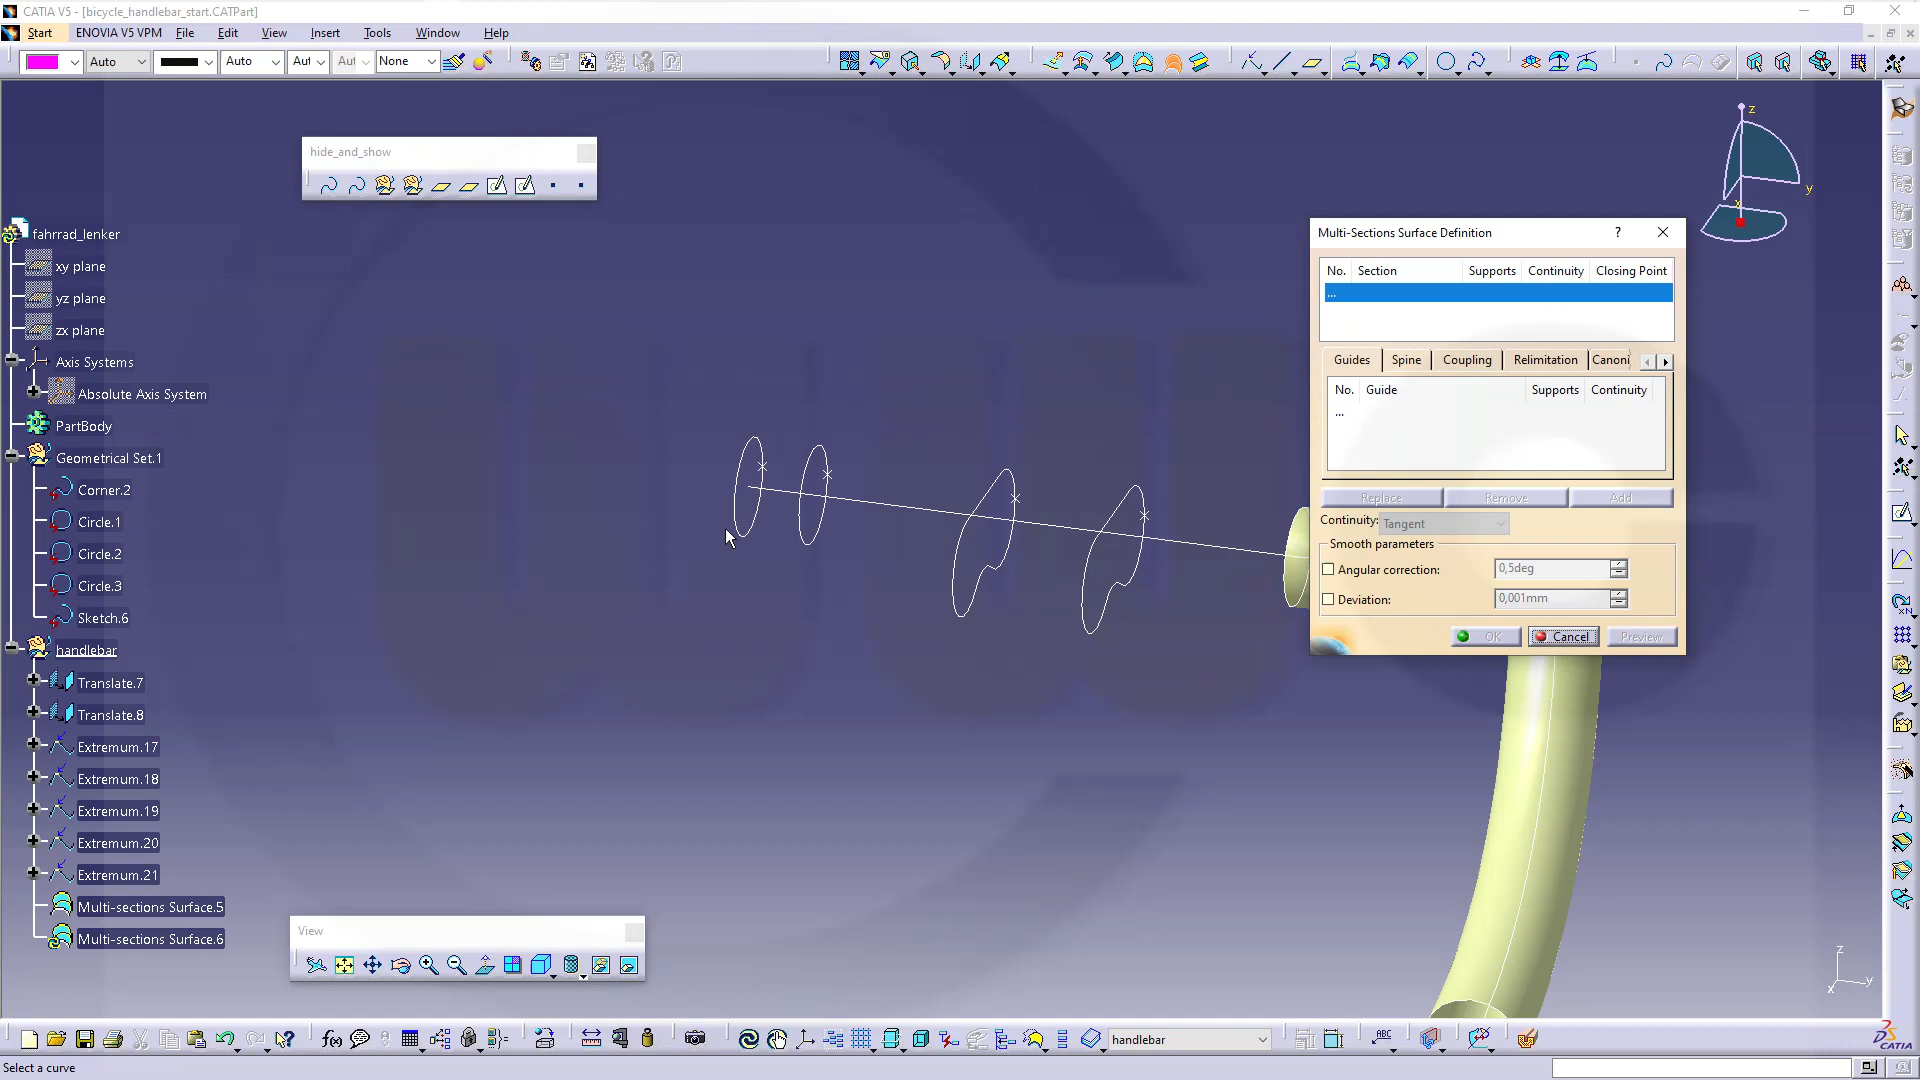 CATIA V5 - [bicycle_handlebar_start.CATPart]
Start ENOVIA V5 VPM File Edit View Insert Tools Window Help
Auto Auto Aut Aut None
hide_and_show
fahrrad_lenker
xy plane
yz plane
zx plane
Axis Systems
Absolute Axis System
PartBody
Geometrical Set.1
Corner.2
Circle.1
Circle.2
Circle.3
Sketch.6
handlebar
Translate.7
Translate.8
Extremum.17
Extremum.18
Extremum.19
Extremum.20
Extremum.21
Multi-sections Surface.5
Multi-sections Surface.6
View
z
y
x
Multi-Sections Surface Definition ?
No. Section Supports Continuity Closing Point
...
Guides Spine Coupling Relimitation Canoni
No. Guide Supports Continuity
...
Replace Remove Add
Continuity: Tangent
Smooth parameters
Angular correction: 0,5deg
Deviation: 0,001mm
OK Cancel Preview
z
y
x
handlebar
CATIA
Select a curve